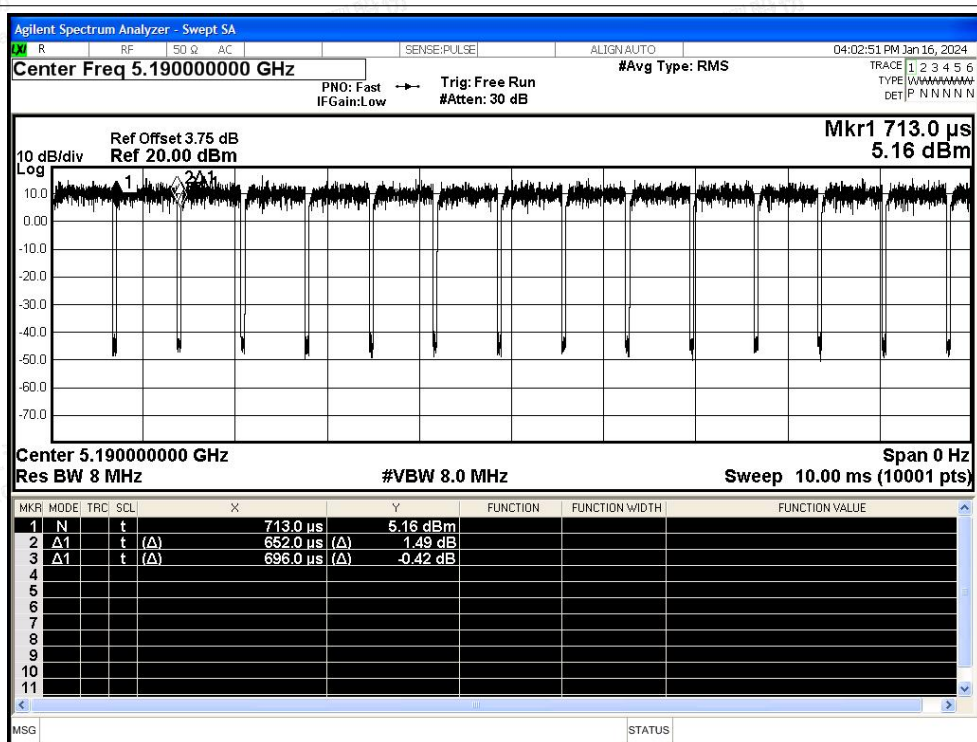 Agilent Spectrum Analyzer - Swept SA
LXI R RF 50 Ω AC SENSE:PULSE ALIGN AUTO 04:02:51 PM Jan 16, 2024
Center Freq 5.190000000 GHz #Avg Type: RMS TRACE 1 2 3 4 5 6
PNO: Fast Trig: Free Run TYPE WWWWWW
IFGain:Low #Atten: 30 dB DET P N N N N N
Mkr1 713.0 µs
Ref Offset 3.75 dB
10 dB/div Ref 20.00 dBm 5.16 dBm
Log
1 2Δ1
10.0
0.00
-10.0
-20.0
-30.0
-40.0
-50.0
-60.0
-70.0
Center 5.190000000 GHz Span 0 Hz
Res BW 8 MHz #VBW 8.0 MHz Sweep 10.00 ms (10001 pts)
MKR MODE TRC SCL X Y FUNCTION FUNCTION WIDTH FUNCTION VALUE
1 N t 713.0 µs 5.16 dBm
2 Δ1 t (Δ) 652.0 µs (Δ) 1.49 dB
3 Δ1 t (Δ) 696.0 µs (Δ) -0.42 dB
4
5
6
7
8
9
10
11
MSG STATUS